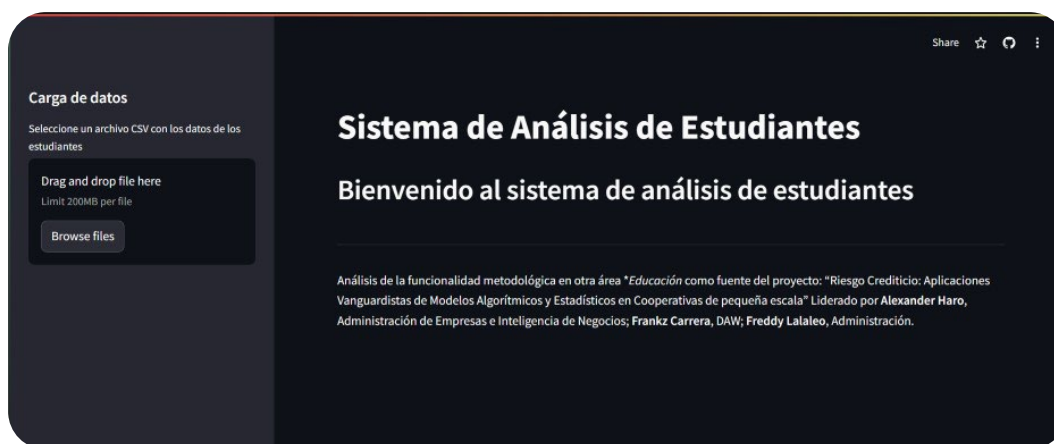 Share
Carga de datos
Seleccione un archivo CSV con los datos de los
estudiantes
Drag and drop file here
Limit 200MB per file
Browse files
Sistema de Análisis de Estudiantes
Bienvenido al sistema de análisis de estudiantes
Análisis de la funcionalidad metodológica en otra área *Educación como fuente del proyecto: “Riesgo Crediticio: Aplicaciones
Vanguardistas de Modelos Algorítmicos y Estadísticos en Cooperativas de pequeña escala” Liderado por Alexander Haro,
Administración de Empresas e Inteligencia de Negocios; Frankz Carrera, DAW; Freddy Lalaleo, Administración.